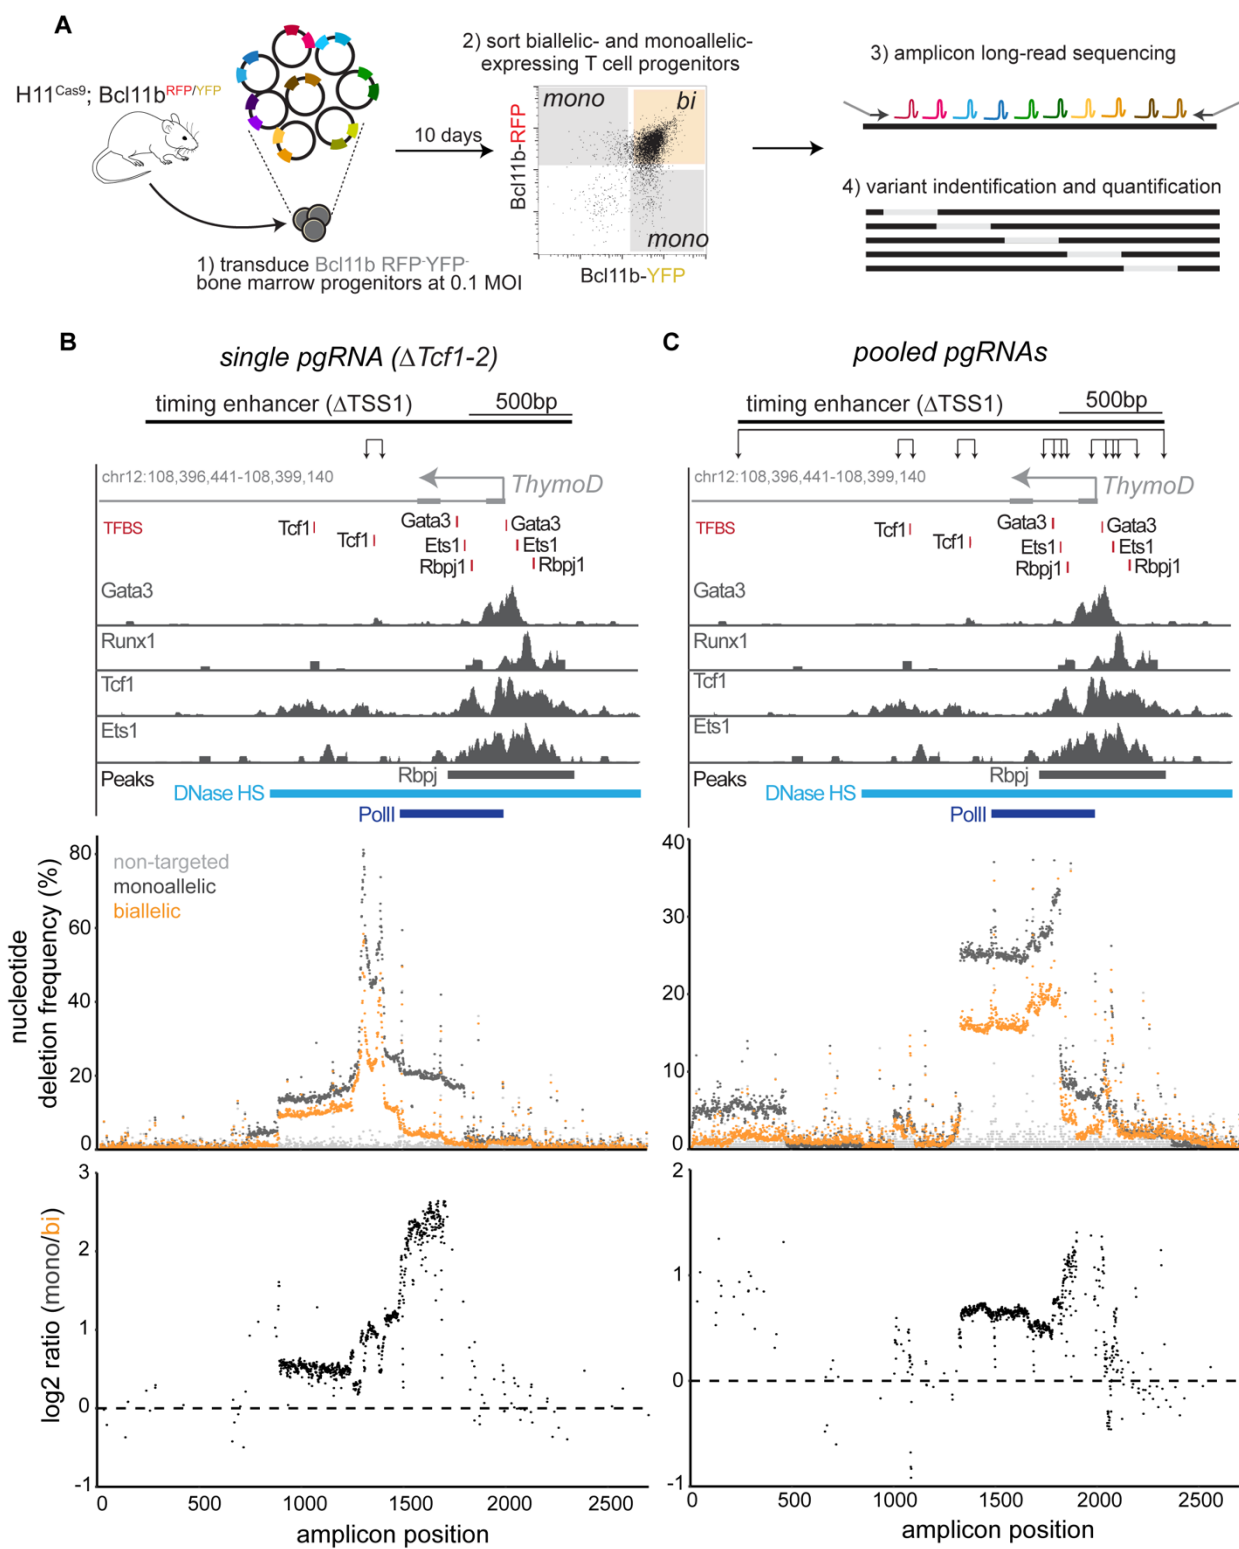 A
H11Cas9; Bcl11bRFP/YFP
10 days
1) transduce Bcl11b RFP-YFP-
bone marrow progenitors at 0.1 MOI
2) sort biallelic- and monoallelic-
expressing T cell progenitors
mono
bi
mono
Bcl11b-RFP
Bcl11b-YFP
3) amplicon long-read sequencing
4) variant indentification and quantification
B
single pgRNA (ΔTcf1-2)
timing enhancer (ΔTSS1)
500bp
chr12:108,396,441-108,399,140
ThymoD
TFBS
Tcf1
Tcf1
Gata3
Ets1
Rbpj1
Gata3
Ets1
Rbpj1
Gata3
Runx1
Tcf1
Ets1
Peaks
Rbpj
DNase HS
PolII
nucleotide
deletion frequency (%)
80
60
40
20
0
non-targeted
monoallelic
biallelic
log2 ratio (mono/bi)
3
2
1
0
-1
0 500 1000 1500 2000 2500
amplicon position
C
pooled pgRNAs
timing enhancer (ΔTSS1)
500bp
chr12:108,396,441-108,399,140
ThymoD
TFBS
Tcf1
Tcf1
Gata3
Ets1
Rbpj1
Gata3
Ets1
Rbpj1
Gata3
Runx1
Tcf1
Ets1
Peaks
Rbpj
DNase HS
PolII
40
30
20
10
0
2
1
0
-1
0 500 1000 1500 2000 2500
amplicon position